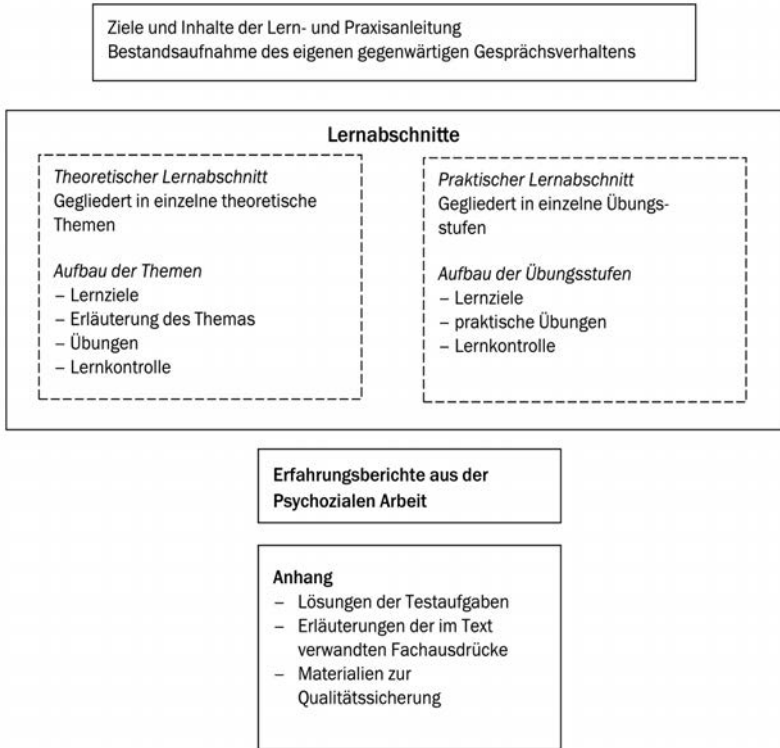 Ziele und Inhalte der Lern- und Praxisanleitung
Bestandsaufnahme des eigenen gegenwärtigen Gesprächsverhaltens
Lernabschnitte
Theoretischer Lernabschnitt
Gegliedert in einzelne theoretische
Themen
Aufbau der Themen
– Lernziele
– Erläuterung des Themas
– Übungen
– Lernkontrolle
Praktischer Lernabschnitt
Gegliedert in einzelne Übungs-
stufen
Aufbau der Übungsstufen
– Lernziele
– praktische Übungen
– Lernkontrolle
Erfahrungsberichte aus der
Psychozialen Arbeit
Anhang
– Lösungen der Testaufgaben
– Erläuterungen der im Text
verwandten Fachausdrücke
– Materialien zur
Qualitätssicherung